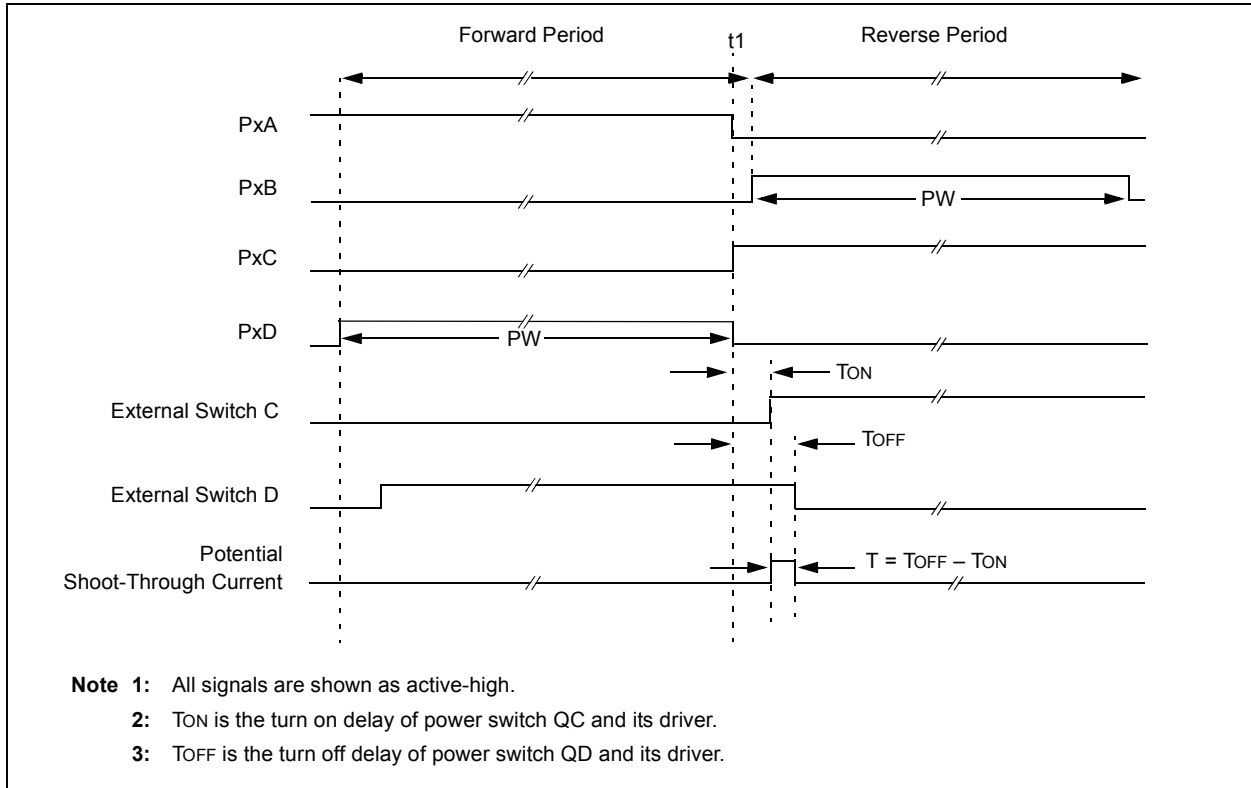 Forward Period
t1
Reverse Period
PxA
PxB
PW
PxC
PxD
PW
TON
External Switch C
TOFF
External Switch D
Potential
Shoot-Through Current
T = TOFF – TON
Note 1: All signals are shown as active-high.
2: TON is the turn on delay of power switch QC and its driver.
3: TOFF is the turn off delay of power switch QD and its driver.